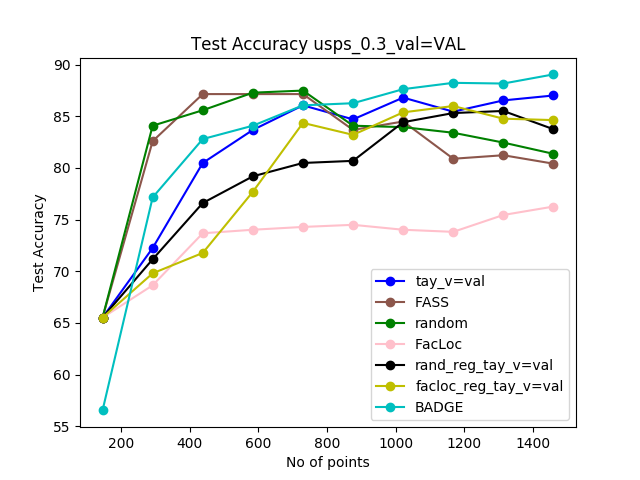 Test Accuracy usps_0.3_val=VAL
90
85
80
75
70
65
60
55
Test Accuracy
200
400
600
800
1000
1200
1400
No of points
tay_v=val
FASS
random
FacLoc
rand_reg_tay_v=val
facloc_reg_tay_v=val
BADGE